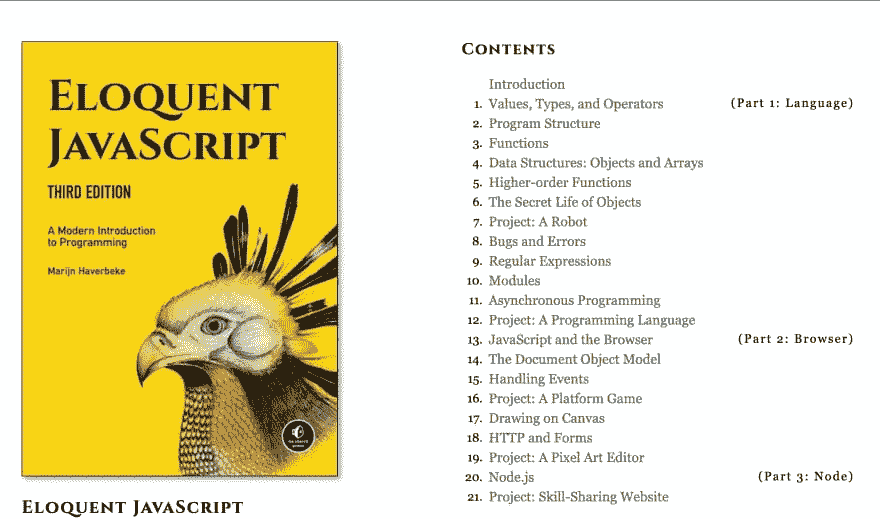 ELOQUENT
JAVASCRIPT
THIRD EDITION
A Modern Introduction
to Programming
Marijn Haverbeke
ELOQUENT JAVASCRIPT
CONTENTS
Introduction
1. Values, Types, and Operators (Part 1: Language)
2. Program Structure
3. Functions
4. Data Structures: Objects and Arrays
5. Higher-order Functions
6. The Secret Life of Objects
7. Project: A Robot
8. Bugs and Errors
9. Regular Expressions
10. Modules
11. Asynchronous Programming
12. Project: A Programming Language
13. JavaScript and the Browser (Part 2: Browser)
14. The Document Object Model
15. Handling Events
16. Project: A Platform Game
17. Drawing on Canvas
18. HTTP and Forms
19. Project: A Pixel Art Editor
20. Node.js (Part 3: Node)
21. Project: Skill-Sharing Website